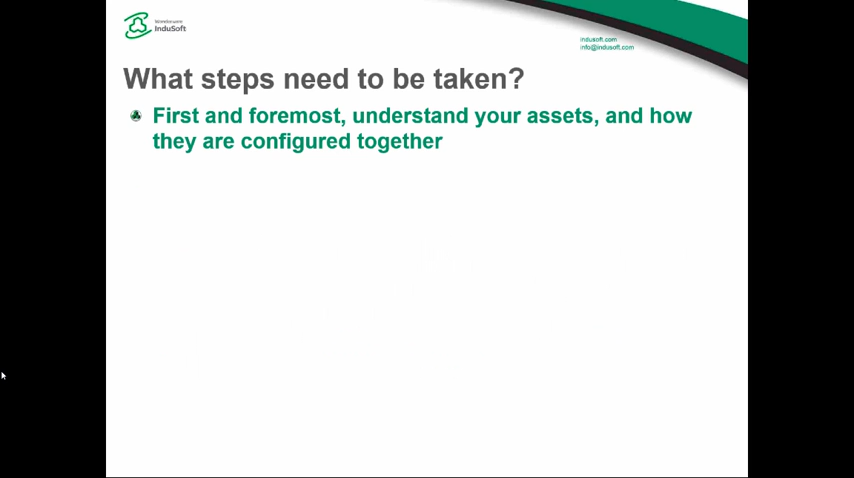 Wonderware
InduSoft
indusoft.com
info@indusoft.com
What steps need to be taken?
First and foremost, understand your assets, and how
they are configured together